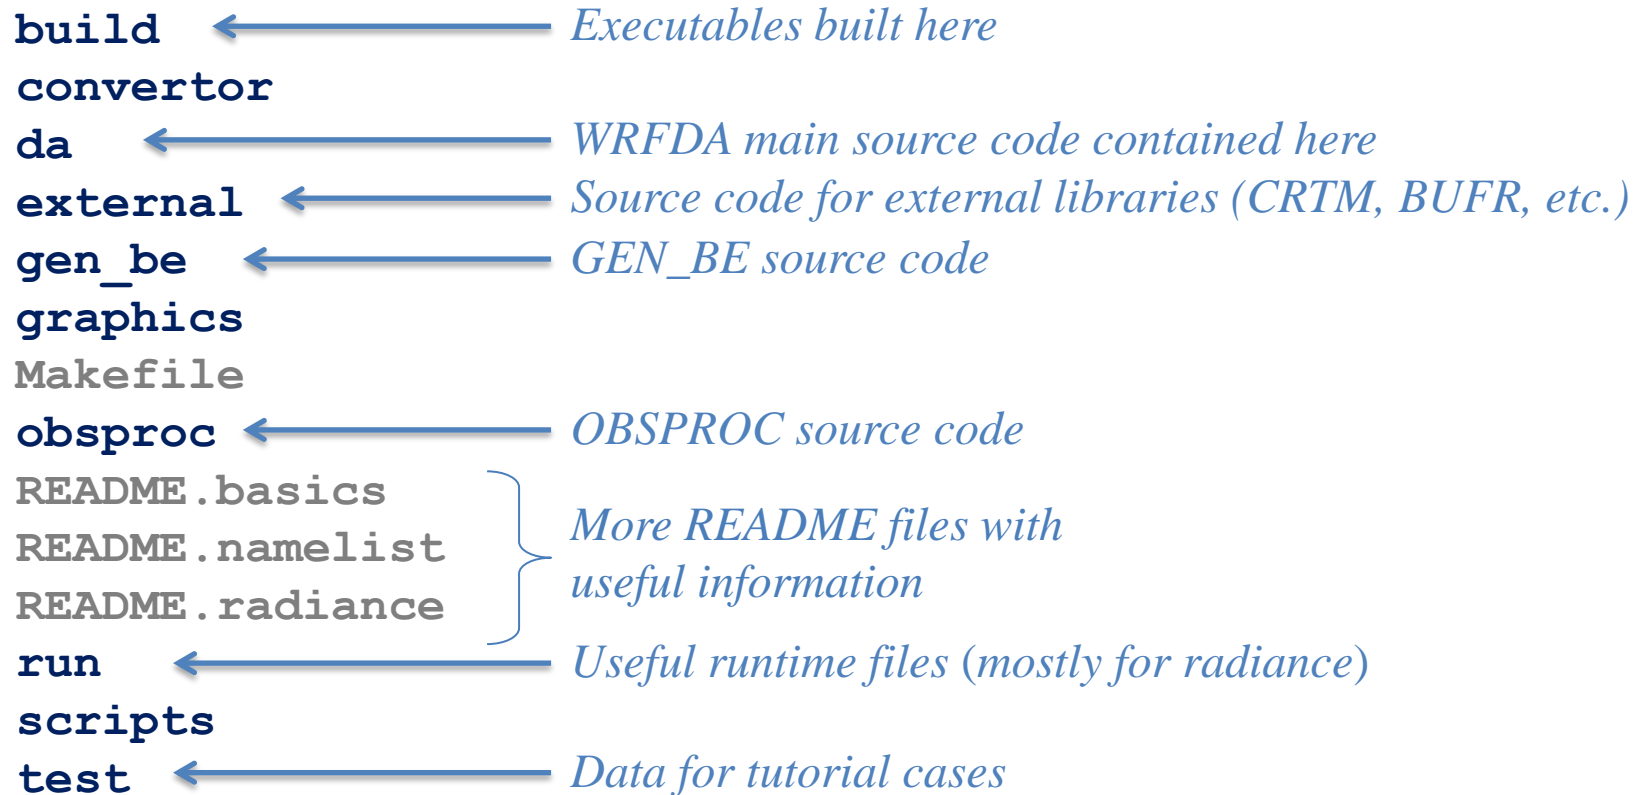 build Executables built here
convertor
da WRFDA main source code contained here
external Source code for external libraries (CRTM, BUFR, etc.)
gen_be GEN_BE source code
graphics
Makefile
obsproc OBSPROC source code
README.basics
README.namelist
README.radiance
More README files with
useful information
run Useful runtime files (mostly for radiance)
scripts
test Data for tutorial cases